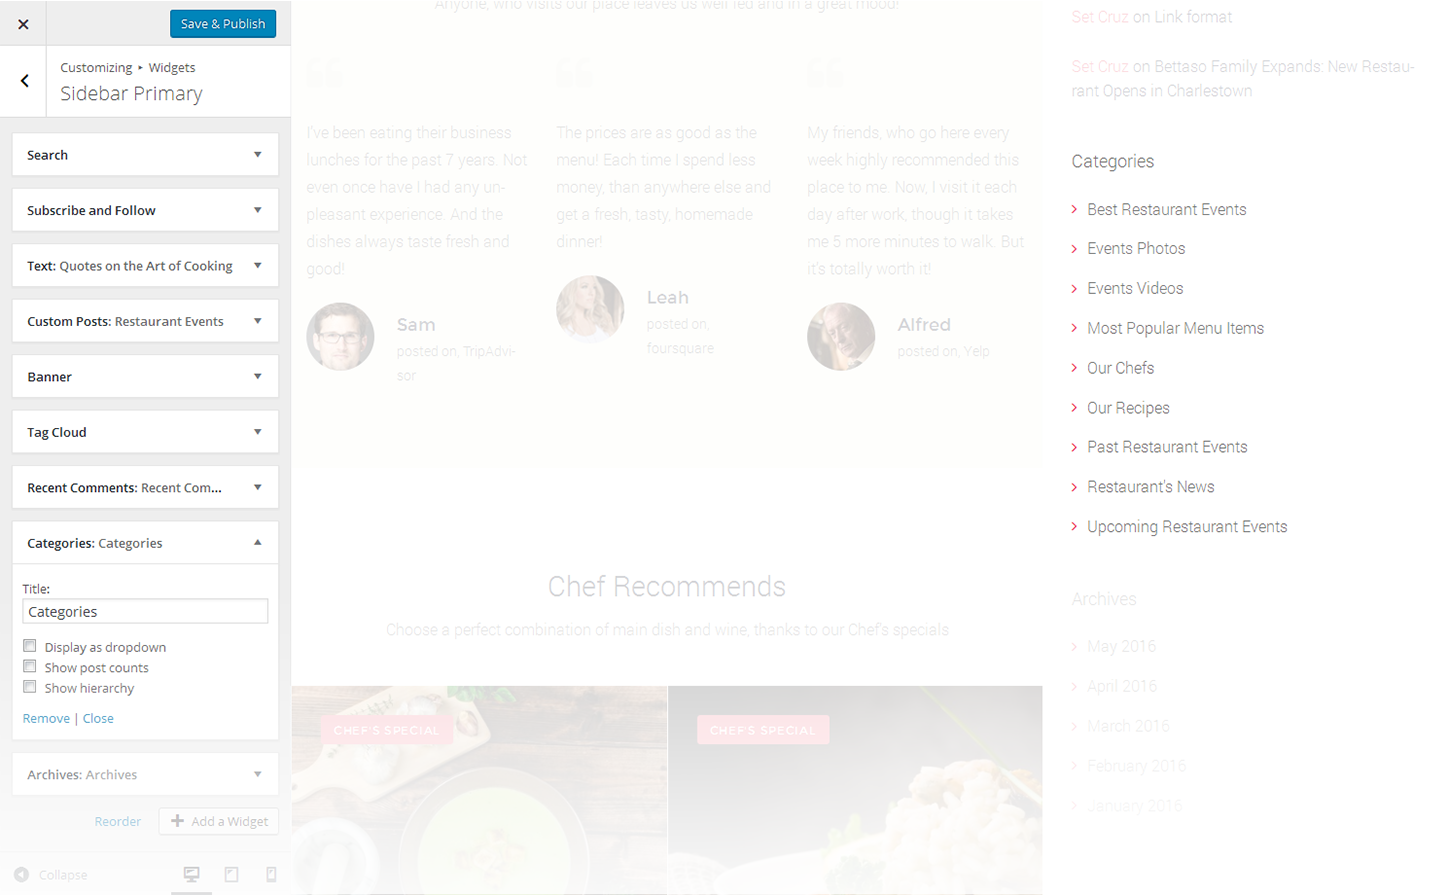 Save & Publish
Customizing ▸ Widgets
Sidebar Primary
Search
Subscribe and Follow
Text: Quotes on the Art of Cooking
Custom Posts: Restaurant Events
Banner
Tag Cloud
Recent Comments: Recent Com...
Categories: Categories
Title:
Categories
Display as dropdown
Show post counts
Show hierarchy
Remove | Close
Archives: Archives
Reorder
Add a Widget
Collapse
Anyone, who visits our place leaves us well fed and in a great mood!
I've been eating their business
lunches for the past 7 years. Not
even once have I had any un-
pleasant experience. And the
dishes always taste fresh and
good!
Sam
posted on, TripAdvi-
sor
The prices are as good as the
menu! Each time I spend less
money, than anywhere else and
get a fresh, tasty, homemade
dinner!
Leah
posted on,
foursquare
My friends, who go here every
week highly recommended this
place to me. Now, I visit it each
day after work, though it takes
me 5 more minutes to walk. But
it's totally worth it!
Alfred
posted on, Yelp
Chef Recommends
Choose a perfect combination of main dish and wine, thanks to our Chef's specials
CHEF'S SPECIAL
CHEF'S SPECIAL
Set Cruz on Link format
Set Cruz on Bettaso Family Expands: New Restau-
rant Opens in Charlestown
Categories
Best Restaurant Events
Events Photos
Events Videos
Most Popular Menu Items
Our Chefs
Our Recipes
Past Restaurant Events
Restaurant's News
Upcoming Restaurant Events
Archives
May 2016
April 2016
March 2016
February 2016
January 2016